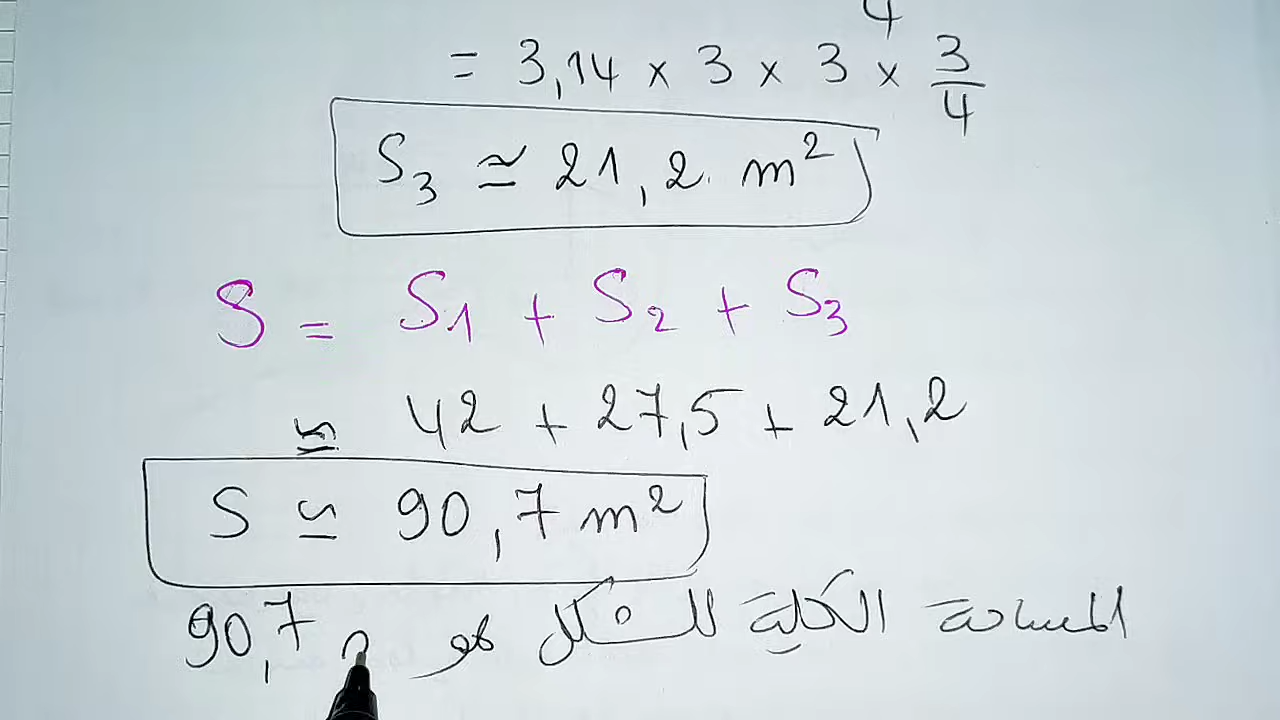 4
= 3,14 × 3 × 3 × 3/4
S₃ ≃ 21,2 m²
S = S₁ + S₂ + S₃
≃ 42 + 27,5 + 21,2
S ≃ 90,7 m²
المساحة الكلية للشكل هو 90,7